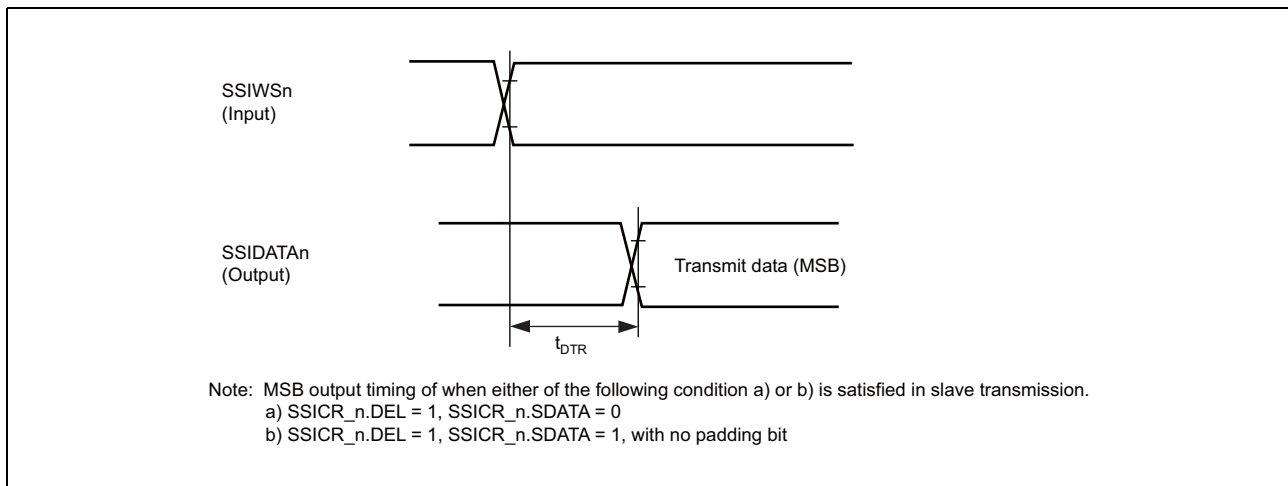 SSIWSn
(Input)
SSIDATAn
(Output)
Transmit data (MSB)
tDTR
Note: MSB output timing of when either of the following condition a) or b) is satisfied in slave transmission.
a) SSICR_n.DEL = 1, SSICR_n.SDATA = 0
b) SSICR_n.DEL = 1, SSICR_n.SDATA = 1, with no padding bit